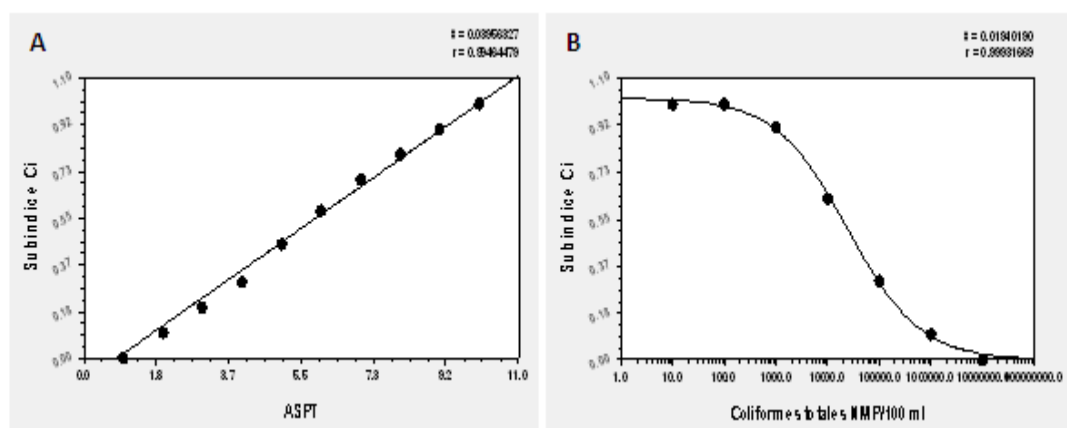 A
S = 0.03956827
r = 0.99464479
1.10
0.92
0.73
0.55
0.37
0.18
0.00
Subindice Ci
0.0
1.8
3.7
5.5
7.3
9.2
11.0
ASPT
B
S = 0.01940190
r = 0.99931669
1.10
0.92
0.73
0.55
0.37
0.18
0.00
Subindice Ci
1.0
10.0
100.0
1000.0
10000.0
100000.0
1000000.0
Coliformes totales NMP/100 ml